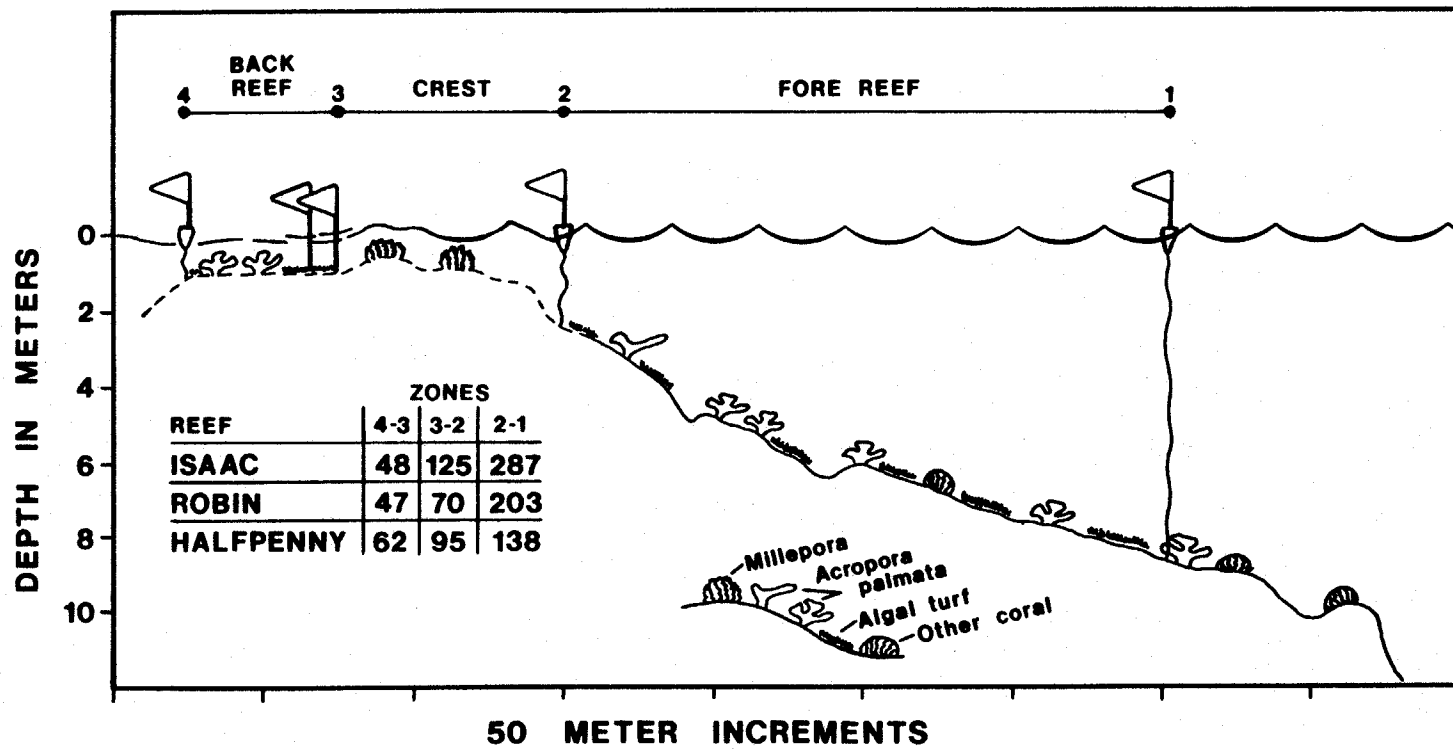 BACK
REEF
4 3 CREST 2 FORE REEF 1
DEPTH IN METERS
0
2
4
6
8
10
ZONES
REEF 4-3 3-2 2-1
ISAAC 48 125 287
ROBIN 47 70 203
HALFPENNY 62 95 138
Millepora
Acropora
palmata
Algal turf
Other coral
50 METER INCREMENTS